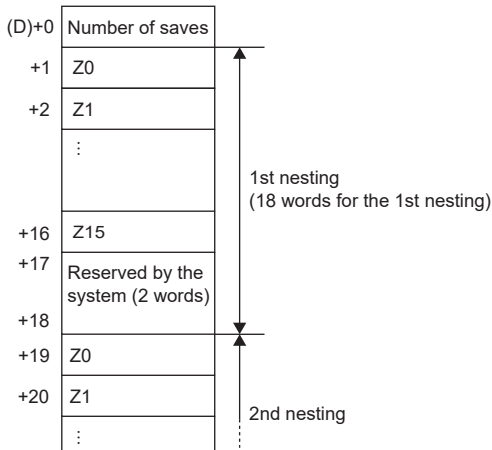 (D)+0 Number of saves
+1 Z0
+2 Z1
⋮
1st nesting
(18 words for the 1st nesting)
+16 Z15
+17 Reserved by the
system (2 words)
+18
+19 Z0
+20 Z1
2nd nesting
⋮